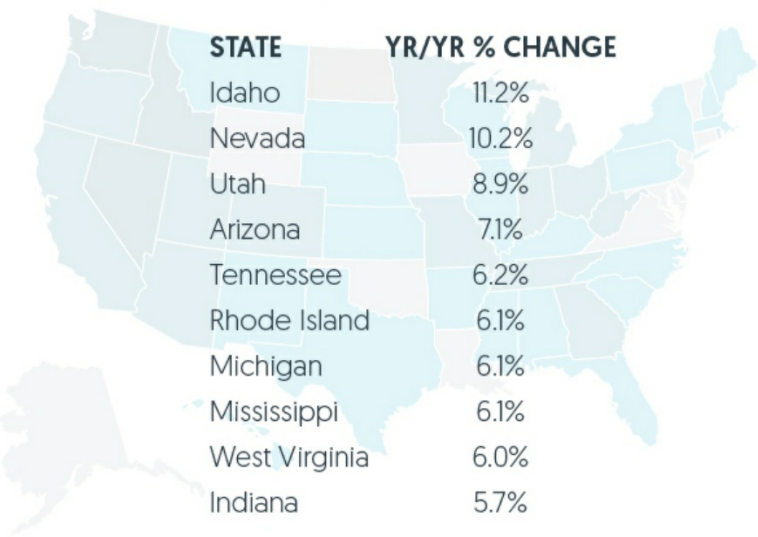 STATE YR/YR % CHANGE
Idaho 11.2%
Nevada 10.2%
Utah 8.9%
Arizona 7.1%
Tennessee 6.2%
Rhode Island 6.1%
Michigan 6.1%
Mississippi 6.1%
West Virginia 6.0%
Indiana 5.7%